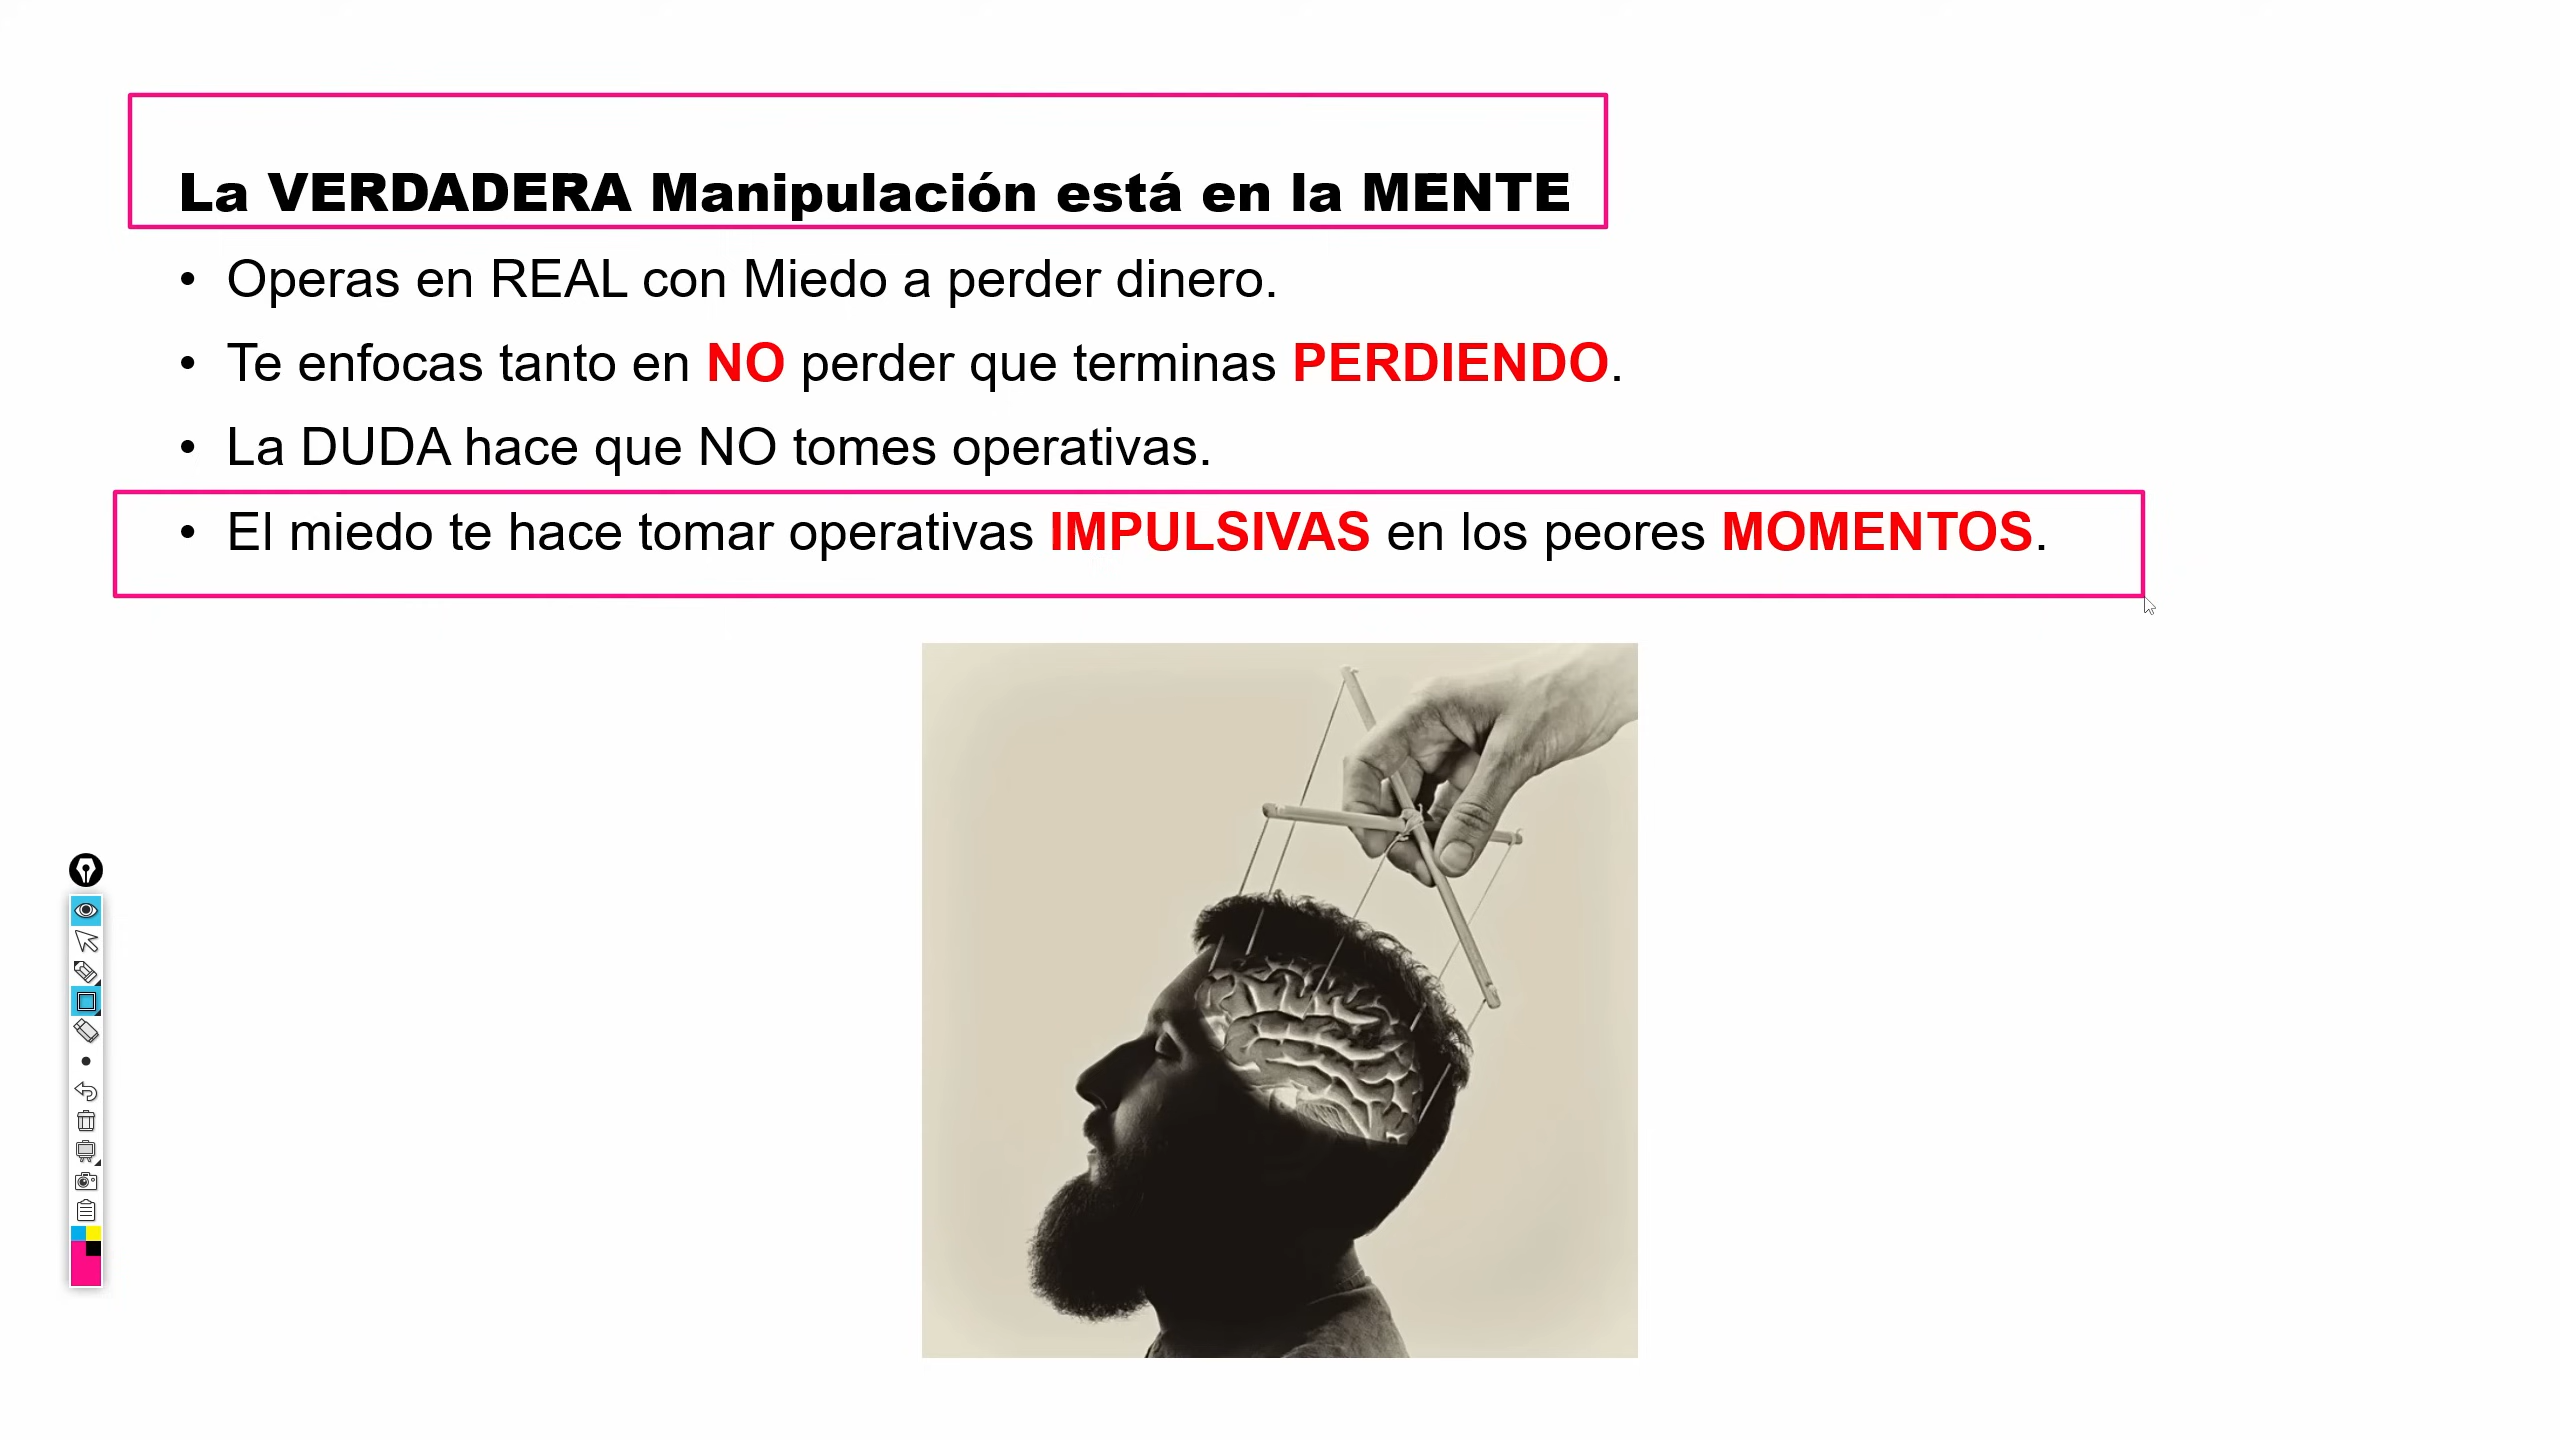 La VERDADERA Manipulación está en la MENTE
• Operas en REAL con Miedo a perder dinero.
• Te enfocas tanto en NO perder que terminas PERDIENDO.
• La DUDA hace que NO tomes operativas.
• El miedo te hace tomar operativas IMPULSIVAS en los peores MOMENTOS.